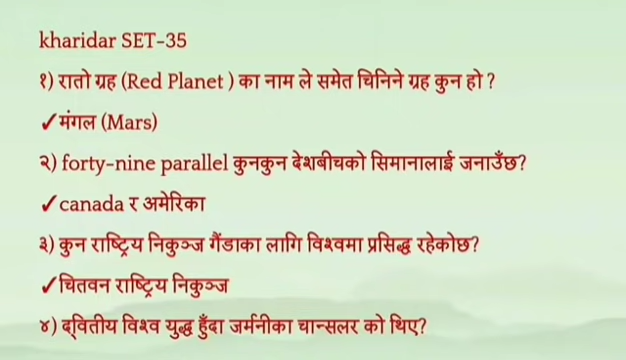 kharidar SET-35
१) रातो ग्रह (Red Planet ) का नाम ले समेत चिनिने ग्रह कुन हो ?
✓मंगल (Mars)
२) forty-nine parallel कुनकुन देशबीचको सिमानालाई जनाउँछ?
✓canada र अमेरिका
३) कुन राष्ट्रिय निकुञ्ज गैंडाका लागि विश्वमा प्रसिद्ध रहेकोछ?
✓चितवन राष्ट्रिय निकुञ्ज
४) द्वितीय विश्व युद्ध हुँदा जर्मनीका चान्सलर को थिए?